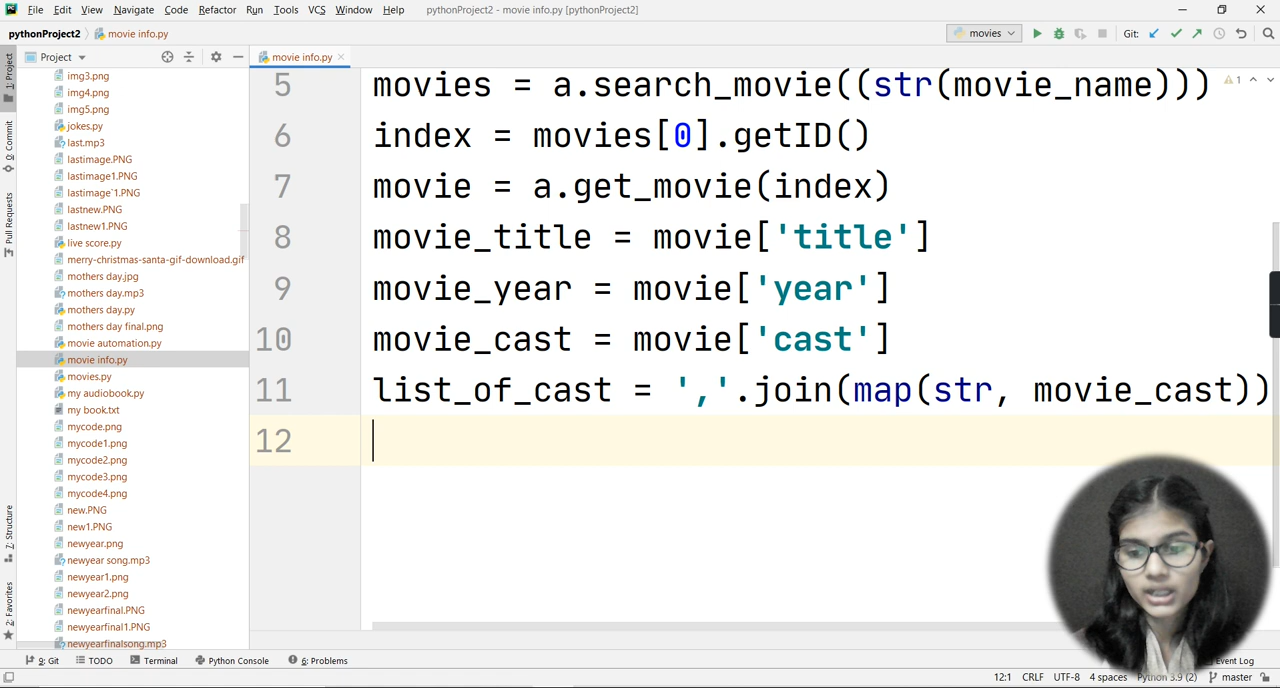 File Edit View Navigate Code Refactor Run Tools VCS Window Help pythonProject2 - movie info.py [pythonProject2]
pythonProject2 movie info.py movies Git:
Project movie info.py
1: Project
0: Commit
Pull Requests
7: Structure
2: Favorites
img3.png
img4.png
img5.png
jokes.py
last.mp3
lastimage.PNG
lastimage1.PNG
lastimage`1.PNG
lastnew.PNG
lastnew1.PNG
live score.py
merry-christmas-santa-gif-download.gif
mothers day.jpg
mothers day.mp3
mothers day.py
mothers day final.png
movie automation.py
movie info.py
movies.py
my audiobook.py
my book.txt
mycode.png
mycode1.png
mycode2.png
mycode3.png
mycode4.png
new.PNG
new1.PNG
newyear.png
newyear song.mp3
newyear1.png
newyear2.png
newyearfinal.PNG
newyearfinal1.PNG
newyearfinalsong.mp3
5 movies = a.search_movie((str(movie_name))) 1
6 index = movies[0].getID()
7 movie = a.get_movie(index)
8 movie_title = movie['title']
9 movie_year = movie['year']
10 movie_cast = movie['cast']
11 list_of_cast = ','.join(map(str, movie_cast))
12
9: Git TODO Terminal Python Console 6: Problems Event Log
12:1 CRLF UTF-8 4 spaces Python 3.9 (2) master